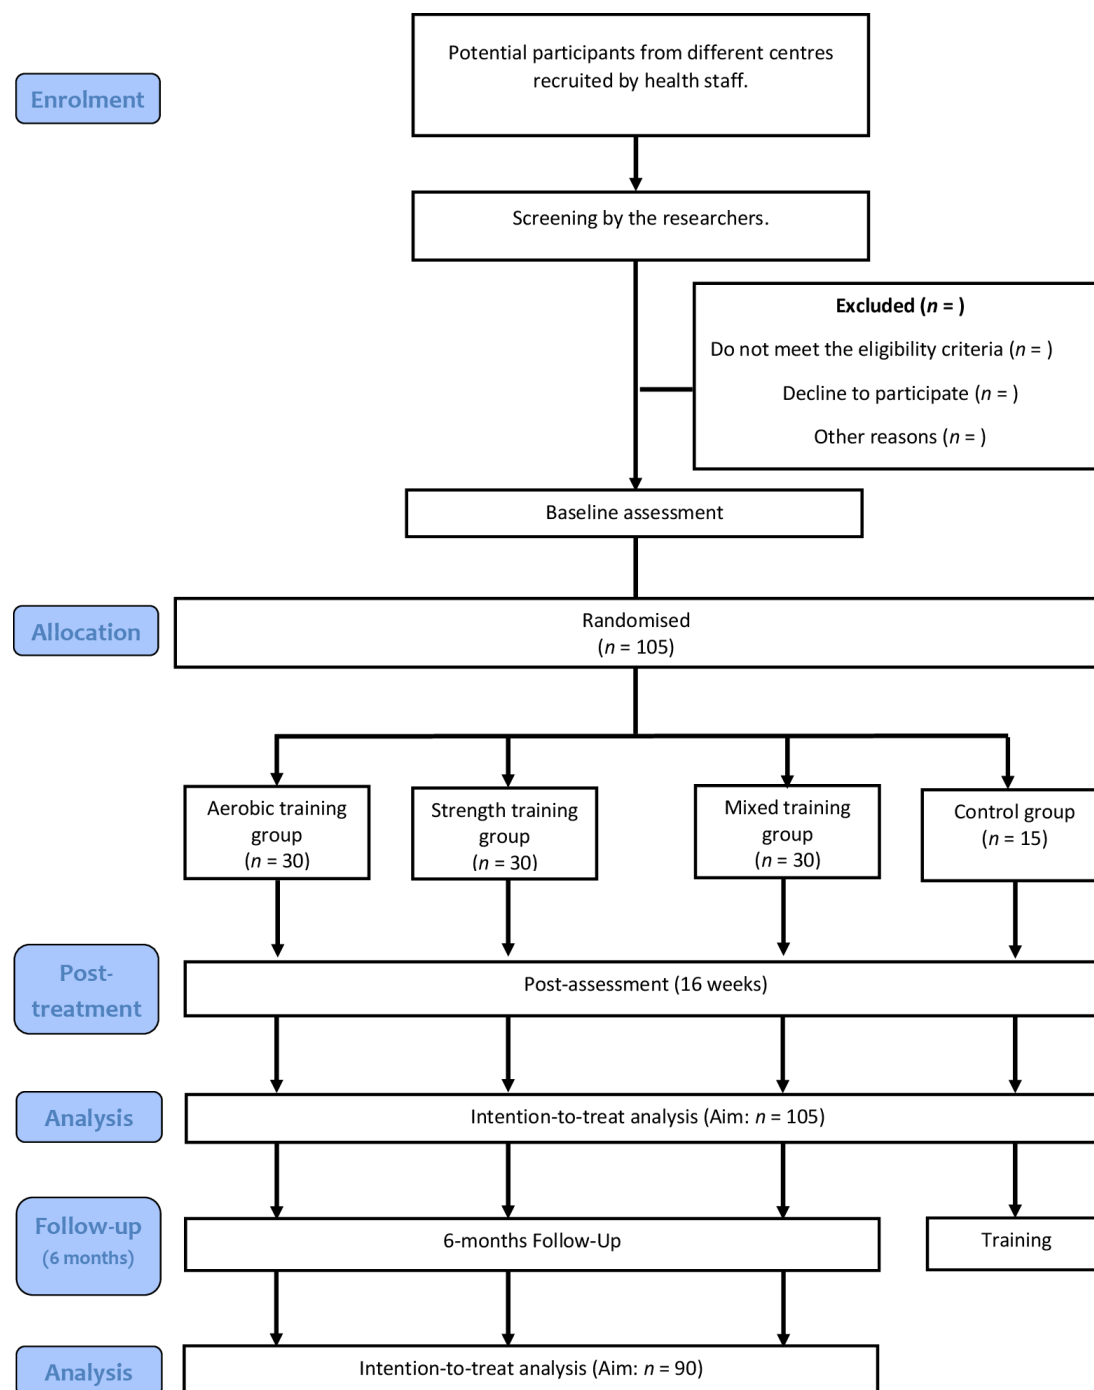 Enrolment
Potential participants from different centres
recruited by health staff.
Screening by the researchers.
Excluded (n = )
Do not meet the eligibility criteria (n = )
Decline to participate (n = )
Other reasons (n = )
Baseline assessment
Allocation
Randomised
(n = 105)
Aerobic training
group
(n = 30)
Strength training
group
(n = 30)
Mixed training
group
(n = 30)
Control group
(n = 15)
Post-
treatment
Post-assessment (16 weeks)
Analysis
Intention-to-treat analysis (Aim: n = 105)
Follow-up
(6 months)
6-months Follow-Up
Training
Analysis
Intention-to-treat analysis (Aim: n = 90)